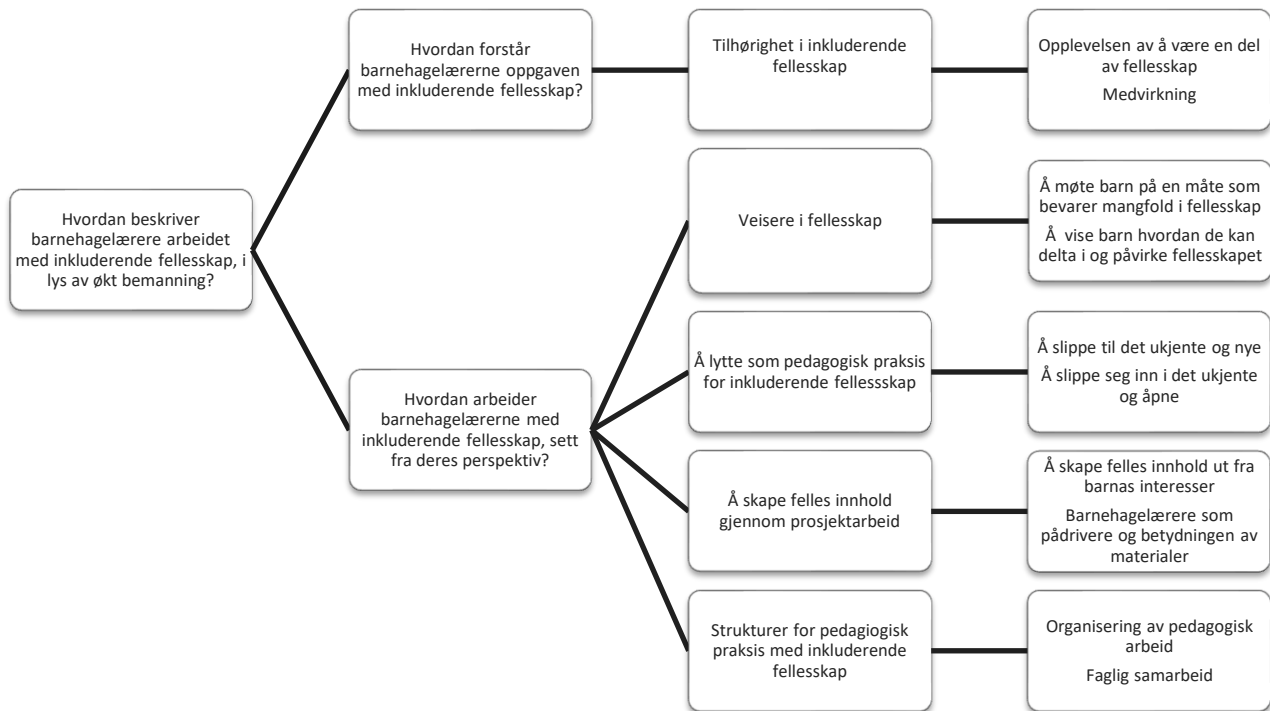 Hvordan beskriver
barnehagelærere arbeidet
med inkluderende fellesskap, i
lys av økt bemanning?
Hvordan forstår
barnehagelærerne oppgaven
med inkluderende fellesskap?
Tilhørighet i inkluderende
fellesskap
Opplevelsen av å være en del
av fellesskap
Medvirkning
Hvordan arbeider
barnehagelærerne med
inkluderende fellesskap, sett
fra deres perspektiv?
Veisere i fellesskap
Å møte barn på en måte som
bevarer mangfold i fellesskap
Å vise barn hvordan de kan
delta i og påvirke fellesskapet
Å lytte som pedagogisk praksis
for inkluderende fellessskap
Å slippe til det ukjente og nye
Å slippe seg inn i det ukjente
og åpne
Å skape felles innhold
gjennom prosjektarbeid
Å skape felles innhold ut fra
barnas interesser
Barnehagelærere som
pådrivere og betydningen av
materialer
Strukturer for pedagiogisk
praksis med inkluderende
fellesskap
Organisering av pedagogisk
arbeid
Faglig samarbeid